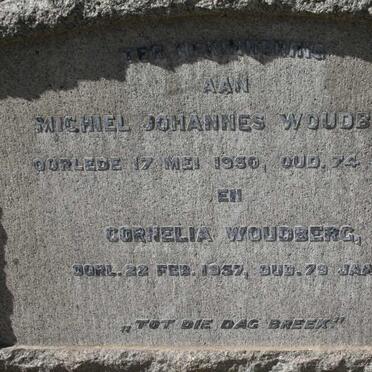 TER HERINNERING
AAN
MICHIEL JOHANNES WOUDB
OORLEDE 17 MEI 1950, OUD. 74
EN
CORNELIA WOUDBERG,
OORL. 22 FEB. 1957, OUD. 79 JAA
„TOT DIE DAG BREEK."